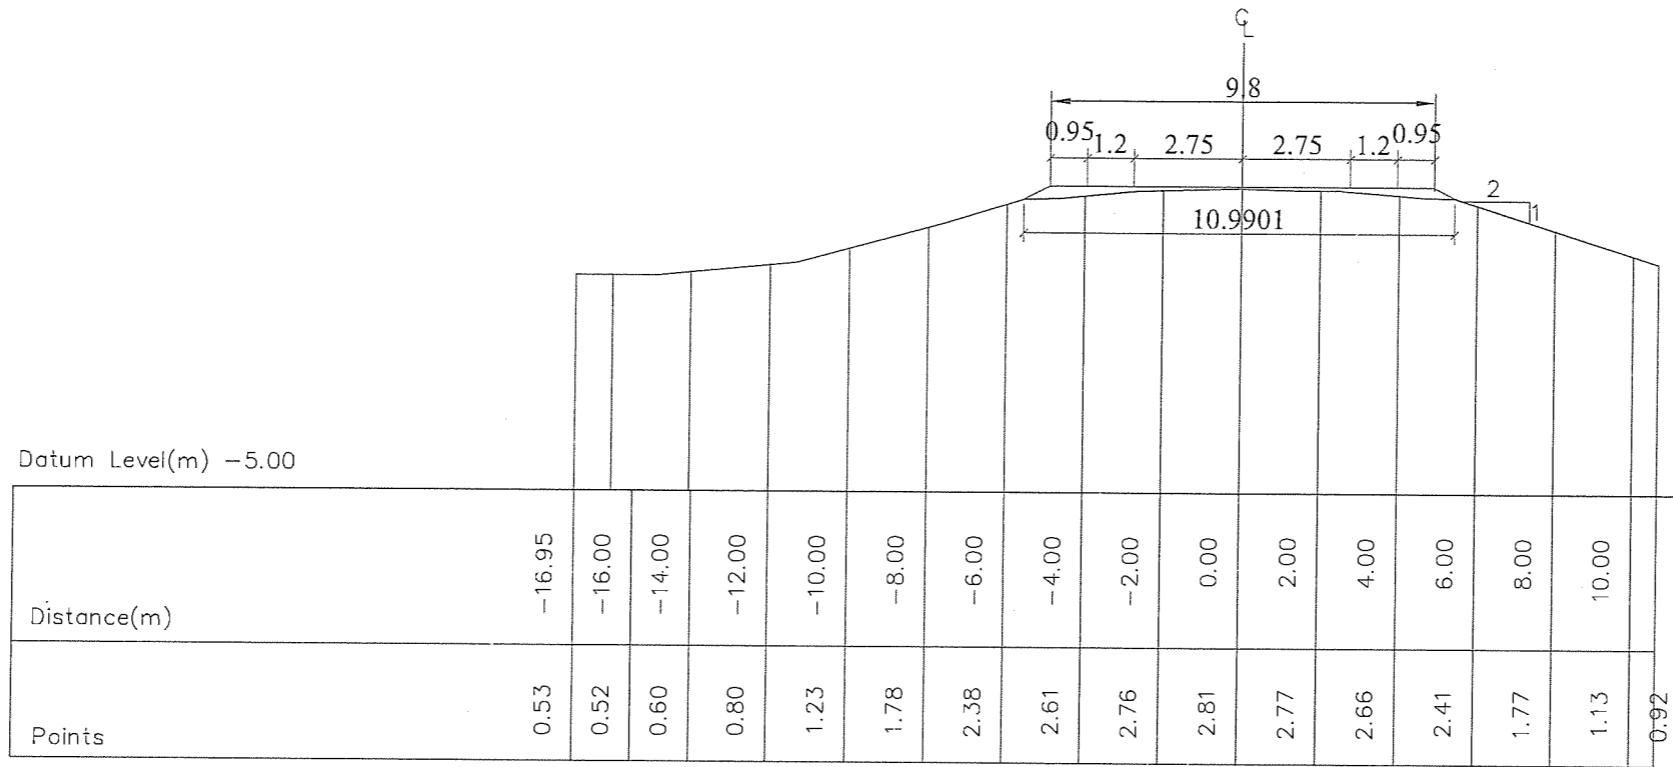 CL
9.8
0.95 1.2 2.75 2.75 1.2 0.95
2
1
10.9901
Datum Level(m) -5.00
Distance(m) -16.95 -16.00 -14.00 -12.00 -10.00 -8.00 -6.00 -4.00 -2.00 0.00 2.00 4.00 6.00 8.00 10.00
Points 0.53 0.52 0.60 0.80 1.23 1.78 2.38 2.61 2.76 2.81 2.77 2.66 2.41 1.77 1.13 0.92